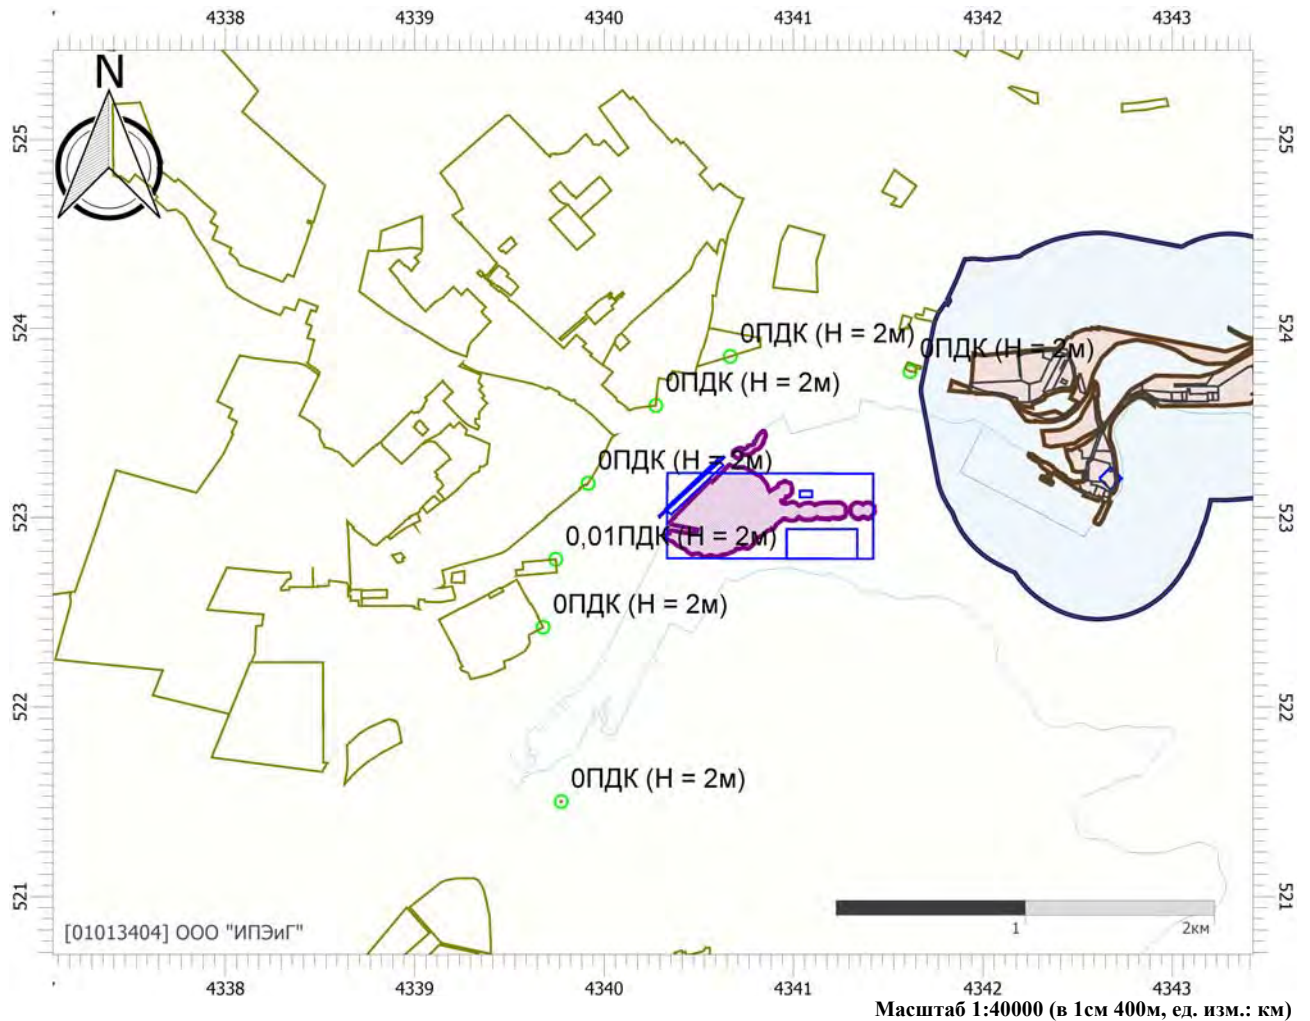 4338 4339 4340 4341 4342 4343
N
525 525
524 524
0ПДК (Н = 2м)
0ПДК (Н = 2м)
0ПДК (Н = 2м)
0ПДК (Н = 2м)
523 523
0,01ПДК (Н = 2м)
0ПДК (Н = 2м)
522 522
0ПДК (Н = 2м)
521 521
[01013404] ООО "ИПЭиГ"
1 2км
4338 4339 4340 4341 4342 4343
Масштаб 1:40000 (в 1см 400м, ед. изм.: км)